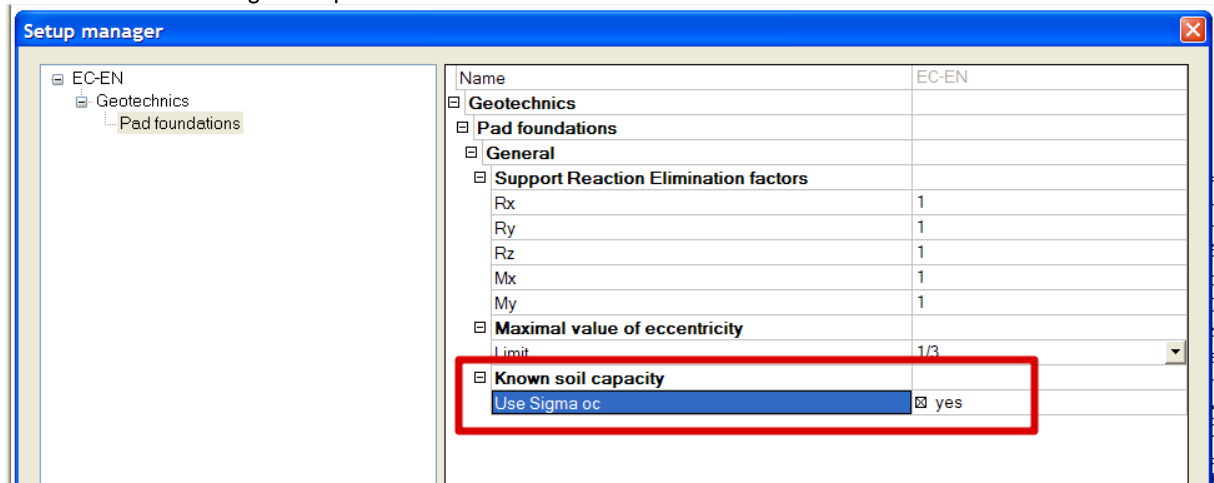 Setup manager
EC-EN
Geotechnics
Pad foundations
Name EC-EN
Geotechnics
Pad foundations
General
Support Reaction Elimination factors
Rx 1
Ry 1
Rz 1
Mx 1
My 1
Maximal value of eccentricity
Limit 1/3
Known soil capacity
Use Sigma oc yes